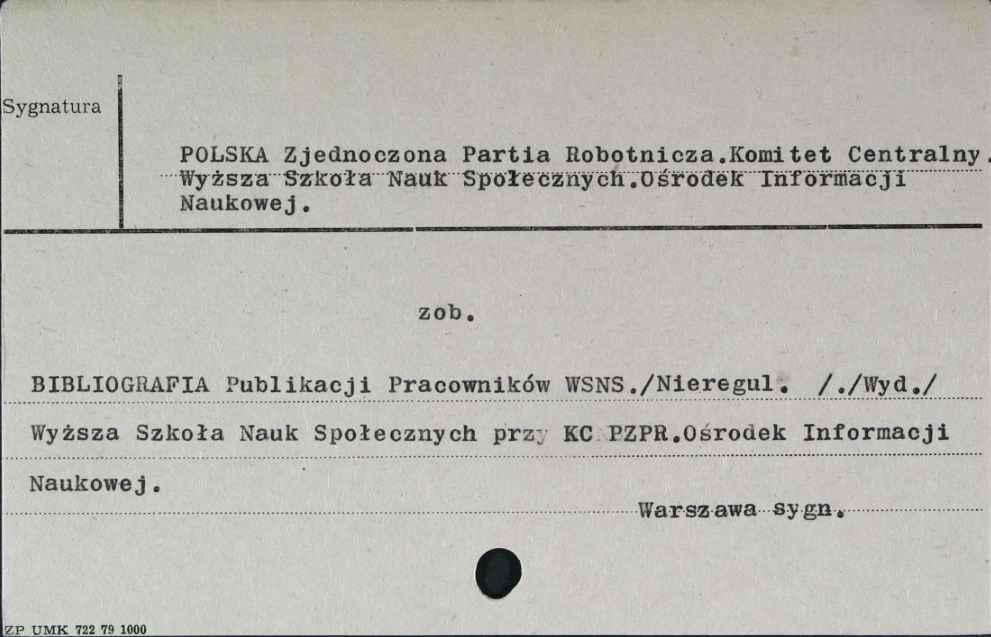 Sygnatura
POLSKA Zjednoczona Partia Robotnicza.Komitet Centralny.
Wyższa Szkoła Nauk Społecznych.Ośrodek Informacji
Naukowej.
zob.
BIBLIOGRAFIA Publikacji Pracowników WSNS./Nieregul. /./Wyd./
Wyższa Szkoła Nauk Społecznych przy KC PZPR.Ośrodek Informacji
Naukowej.
Warszawa sygn.
ZP UMK 722 79 1000